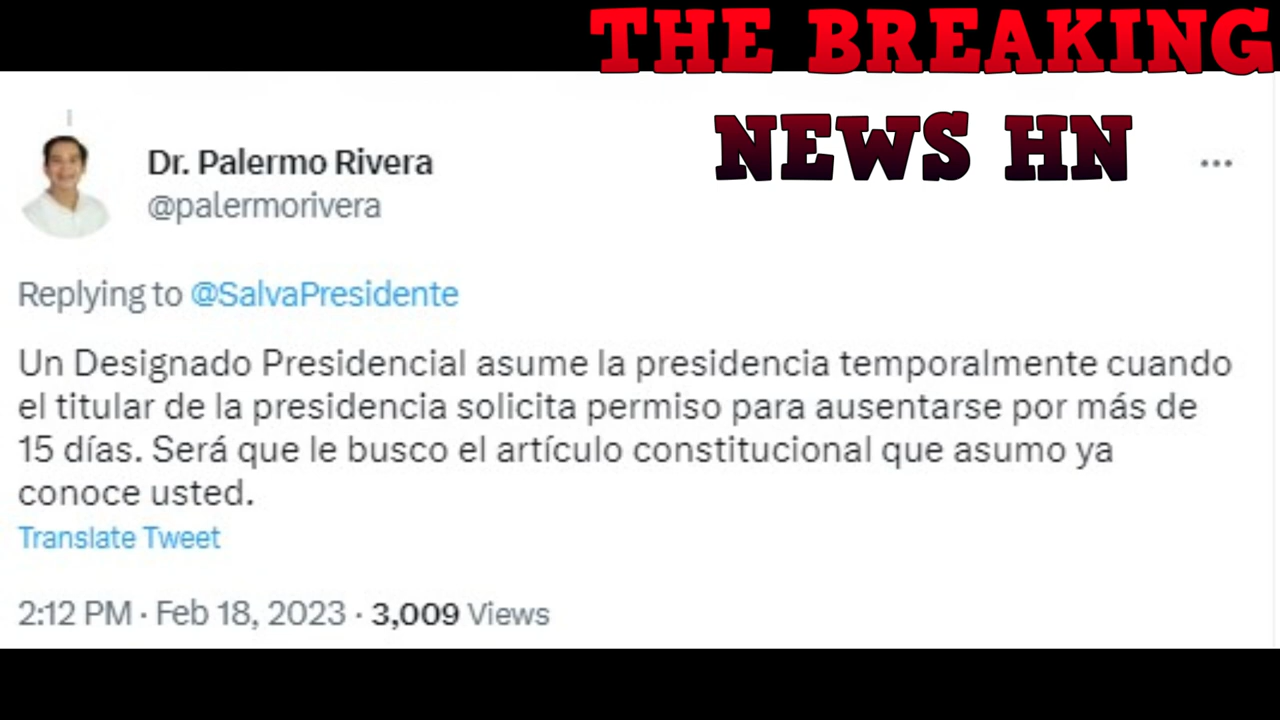 THE BREAKING
NEWS HN
Dr. Palermo Rivera
@palermorivera
Replying to @SalvaPresidente
Un Designado Presidencial asume la presidencia temporalmente cuando
el titular de la presidencia solicita permiso para ausentarse por más de
15 días. Será que le busco el artículo constitucional que asumo ya
conoce usted.
Translate Tweet
2:12 PM · Feb 18, 2023 · 3,009 Views